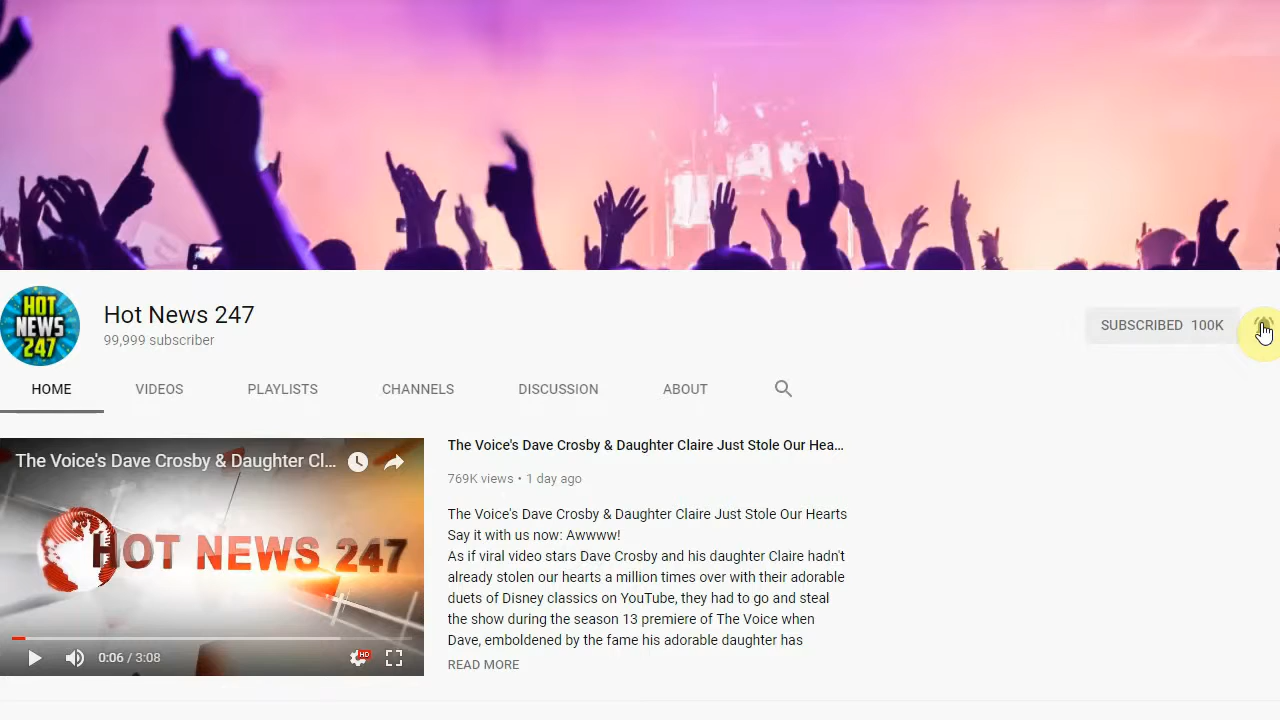 HOT
NEWS
247
Hot News 247
99,999 subscriber
SUBSCRIBED 100K
HOME VIDEOS PLAYLISTS CHANNELS DISCUSSION ABOUT
The Voice's Dave Crosby & Daughter Cl...
HOT NEWS 247
0:06 / 3:08
HD
The Voice's Dave Crosby & Daughter Claire Just Stole Our Hea...
769K views • 1 day ago
The Voice's Dave Crosby & Daughter Claire Just Stole Our Hearts
Say it with us now: Awwww!
As if viral video stars Dave Crosby and his daughter Claire hadn't
already stolen our hearts a million times over with their adorable
duets of Disney classics on YouTube, they had to go and steal
the show during the season 13 premiere of The Voice when
Dave, emboldened by the fame his adorable daughter has
READ MORE